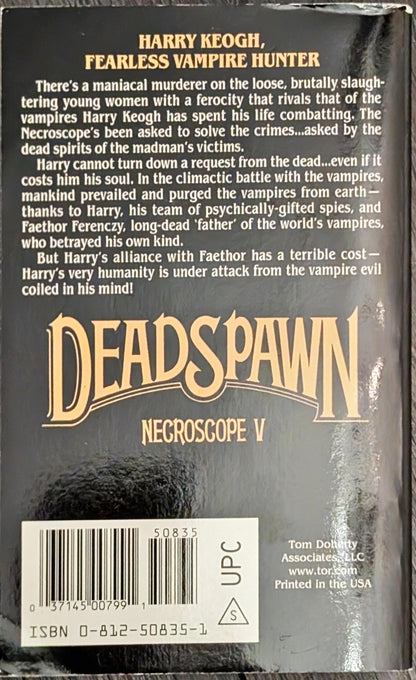 HARRY KEOGH,
FEARLESS VAMPIRE HUNTER
There's a maniacal murderer on the loose, brutally slaugh-
tering young women with a ferocity that rivals that of the
vampires Harry Keogh has spent his life combatting. The
Necroscope's been asked to solve the crimes...asked by the
dead spirits of the madman's victims.
Harry cannot turn down a request from the dead...even if it
costs him his soul. In the climactic battle with the vampires,
mankind prevailed and purged the vampires from earth—
thanks to Harry, his team of psychically-gifted spies, and
Faethor Ferenczy, long-dead 'father' of the world's vampires,
who betrayed his own kind.
But Harry's alliance with Faethor has a terrible cost—
Harry's very humanity is under attack from the vampire evil
coiled in his mind!
DEADSPAWN
NECROSCOPE V
50835
0 37145 00799 1
ISBN 0-812-50835-1
UPC
S
Tom Doherty
Associates, LLC
www.tor.com
Printed in the USA